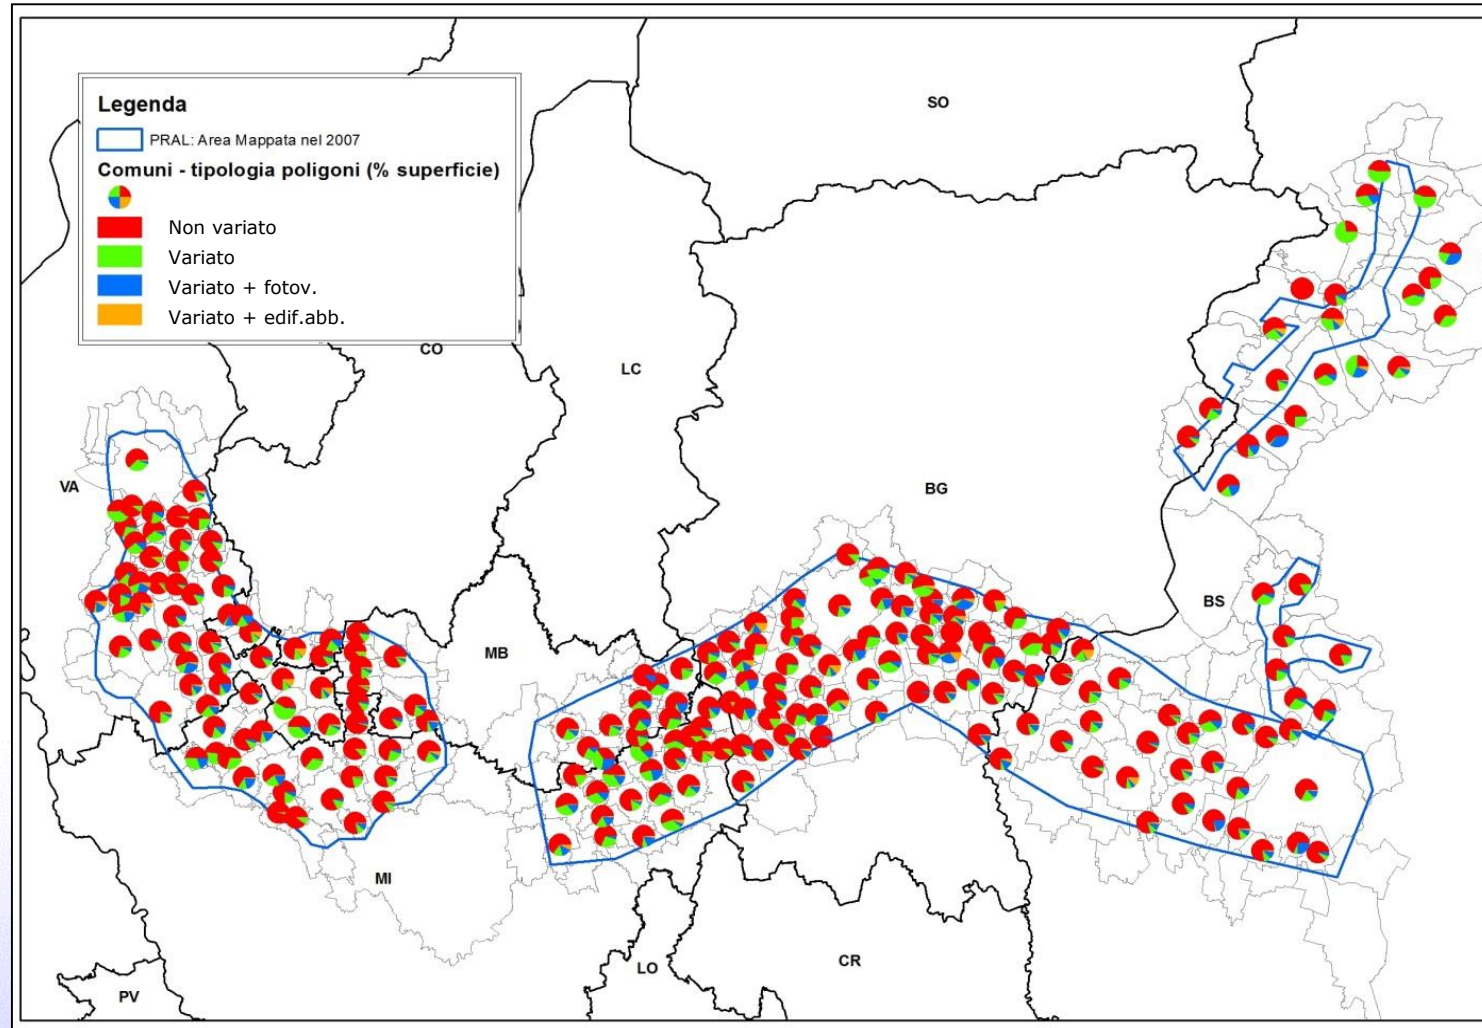 Legenda
PRAL: Area Mappata nel 2007
Comuni - tipologia poligoni (% superficie)
Non variato
Variato
Variato + fotov.
Variato + edif.abb.
SO
CO
LC
VA
BG
BS
MB
MI
LO
CR
PV